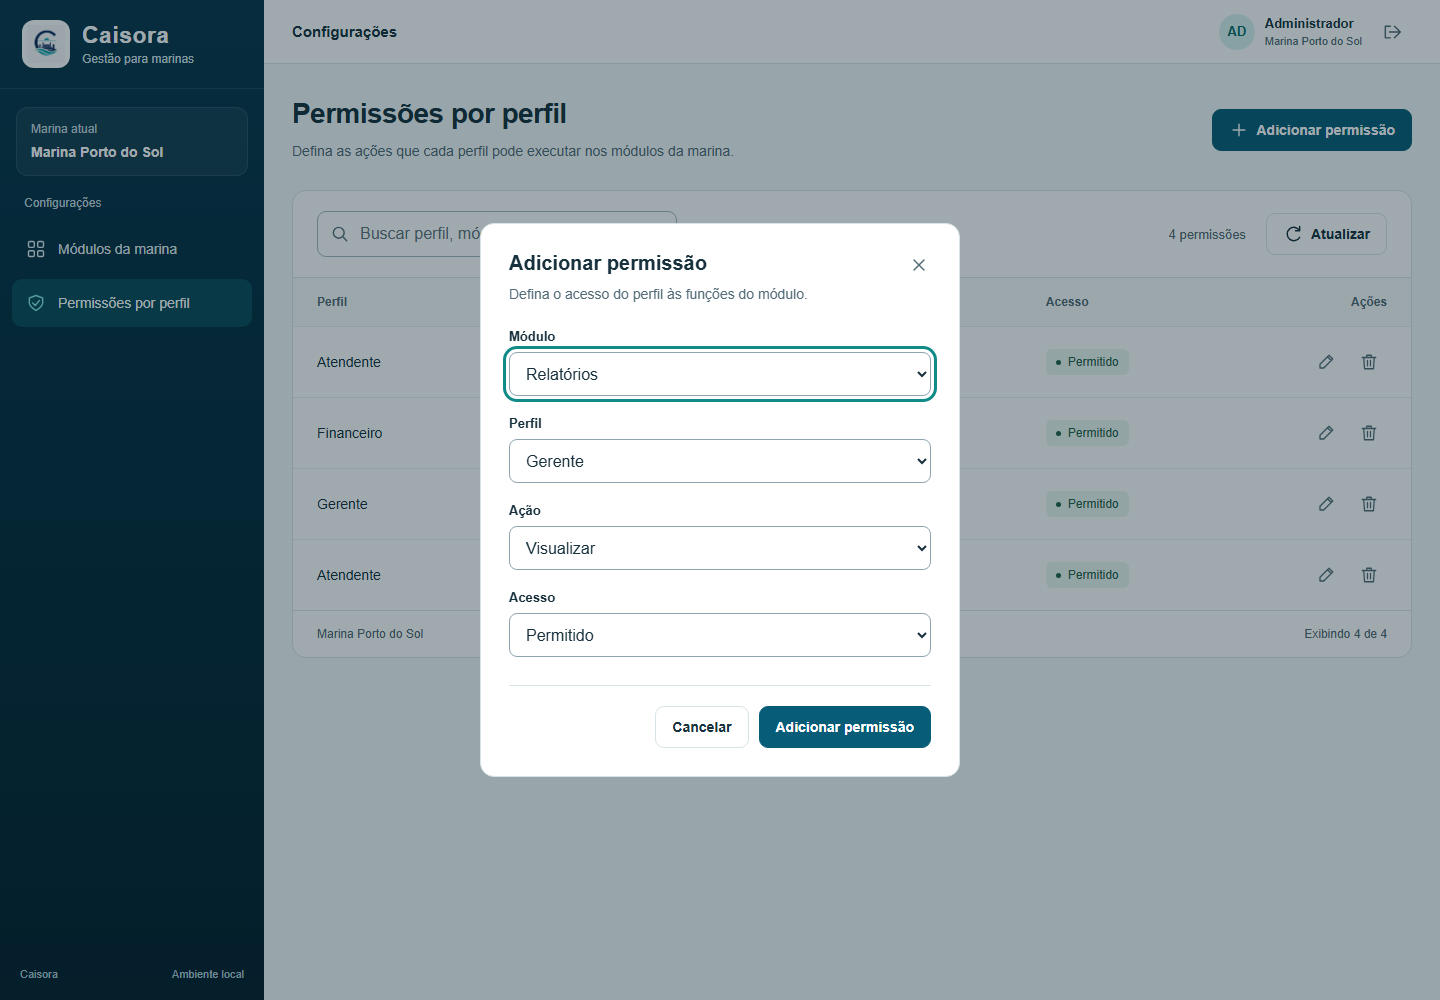 Caisora
Gestão para marinas
Marina atual
Marina Porto do Sol
Configurações
Módulos da marina
Permissões por perfil
Caisora
Ambiente local
Configurações
AD
Administrador
Marina Porto do Sol
Permissões por perfil
Defina as ações que cada perfil pode executar nos módulos da marina.
Adicionar permissão
Buscar perfil, mó
4 permissões
Atualizar
Perfil
Acesso
Ações
Atendente
Permitido
Financeiro
Permitido
Gerente
Permitido
Atendente
Permitido
Marina Porto do Sol
Exibindo 4 de 4
Adicionar permissão
Defina o acesso do perfil às funções do módulo.
Módulo
Relatórios
Perfil
Gerente
Ação
Visualizar
Acesso
Permitido
Cancelar
Adicionar permissão